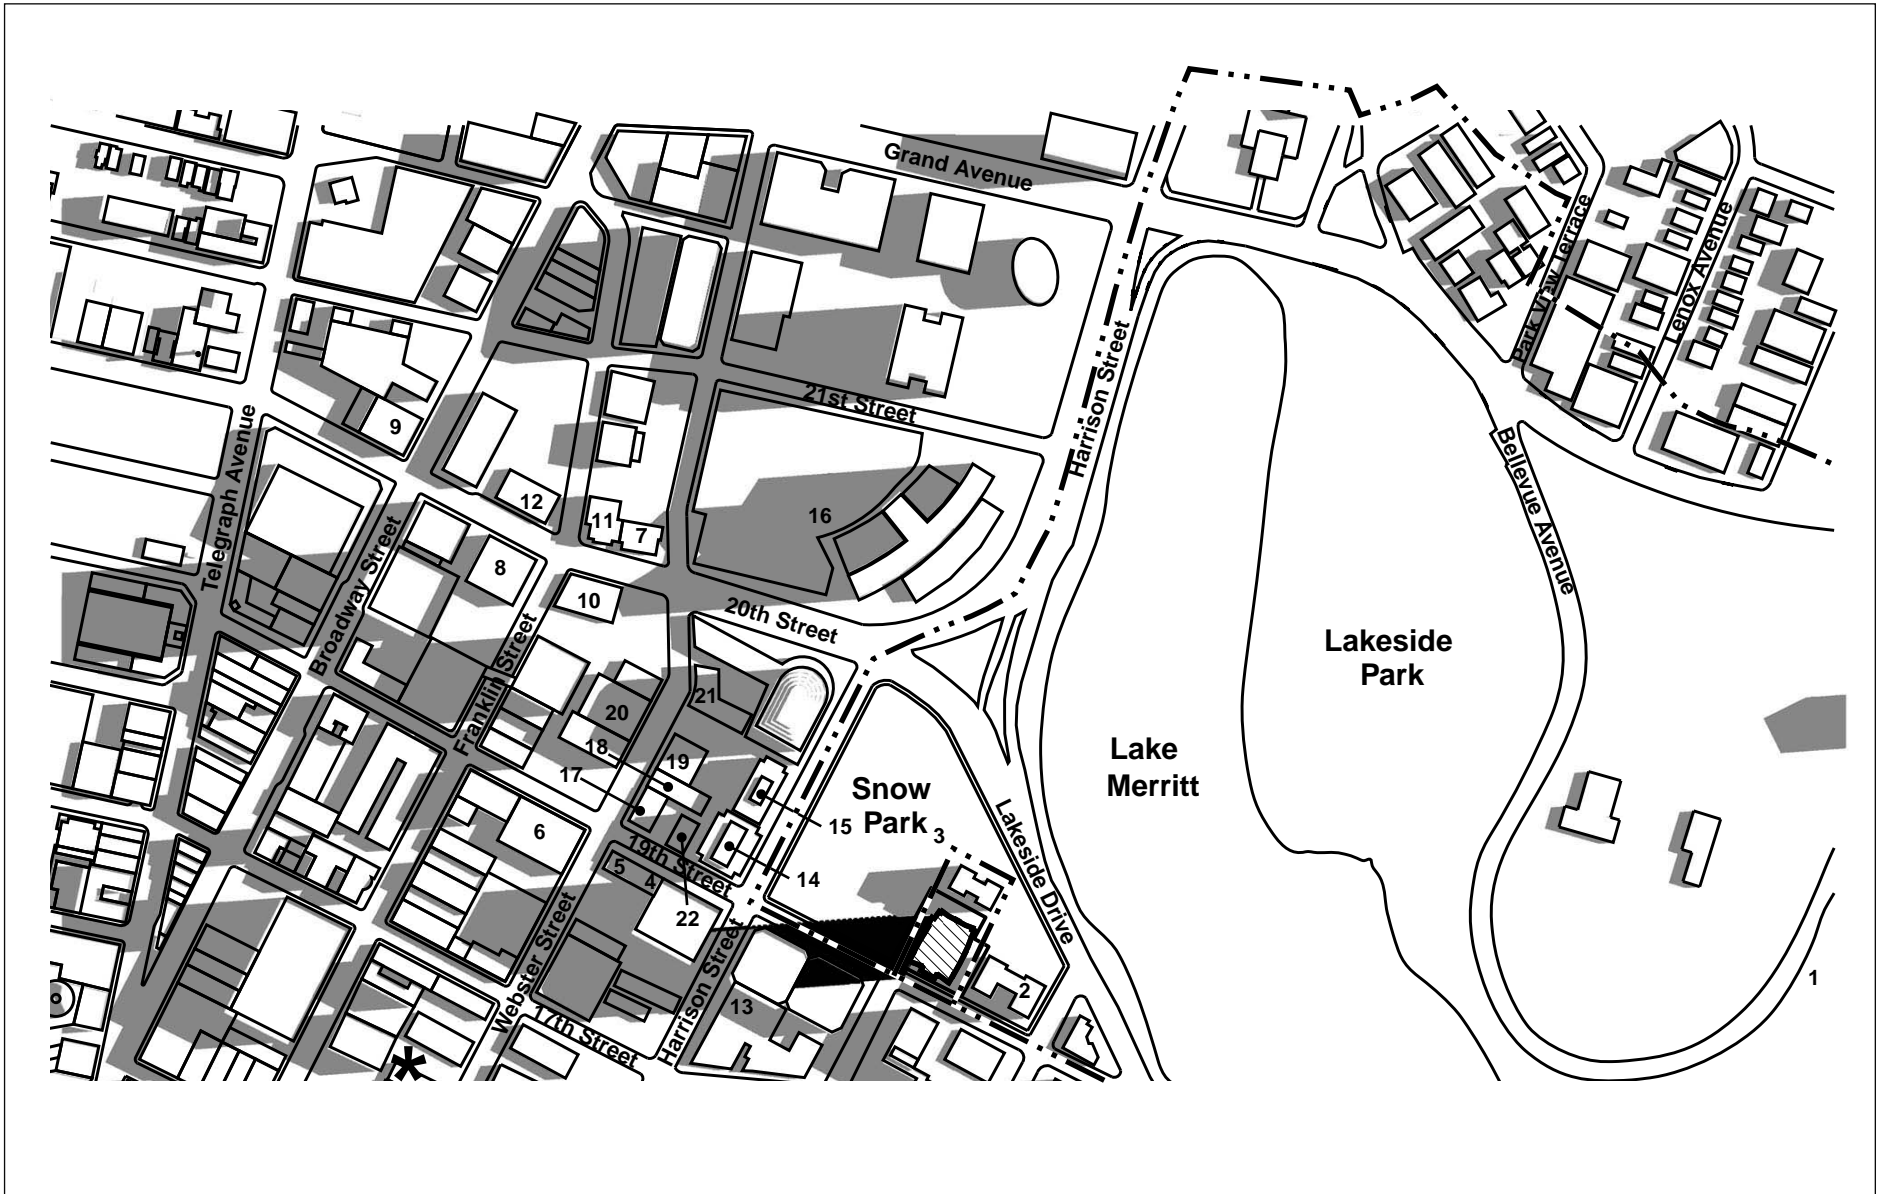 Grand Avenue
Park View Terrace
Lenox Avenue
Harrison Street
21st Street
9
Telegraph Avenue
Bellevue Avenue
12
11
7
16
8
Broadway Street
10
20th Street
Franklin Street
Lakeside
Park
21
20
18
19
17
Lake
Merritt
Snow
Park
3
15
6
19th Street
5
4
14
22
Lakeside Drive
Webster Street
Harrison Street
13
2
1
17th Street
*